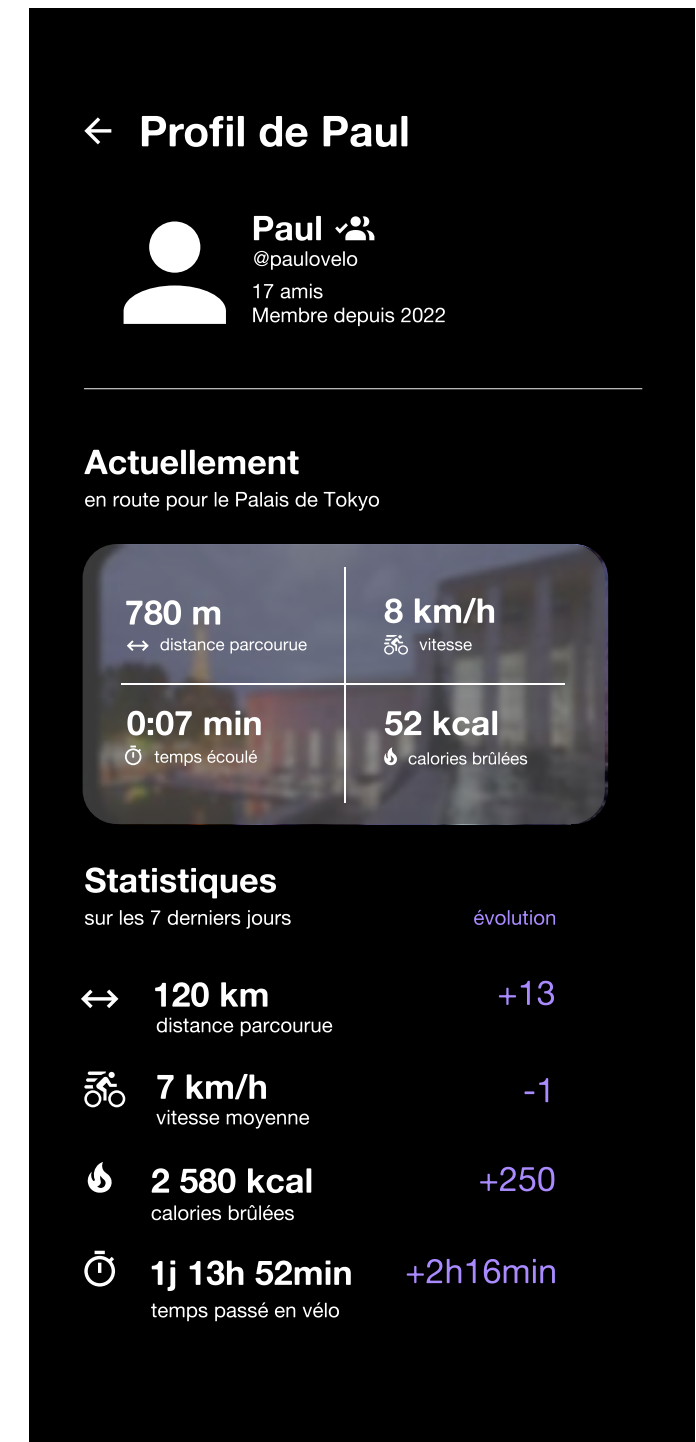 Profil de Paul
Paul
@paulovelo
17 amis
Membre depuis 2022
Actuellement
en route pour le Palais de Tokyo
780 m
distance parcourue
8 km/h
vitesse
0:07 min
temps écoulé
52 kcal
calories brûlées
Statistiques
sur les 7 derniers jours
évolution
120 km
+13
distance parcourue
7 km/h
-1
vitesse moyenne
2 580 kcal
+250
calories brûlées
1j 13h 52min
+2h16min
temps passé en vélo